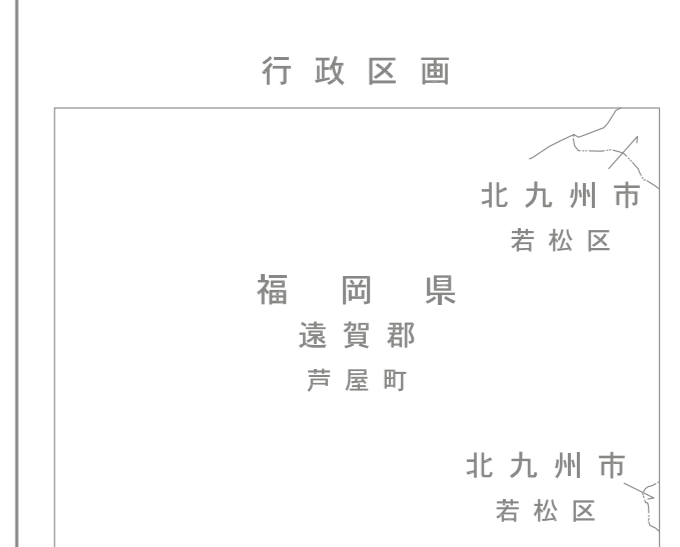 行政区画
北九州市
若松区
福岡県
遠賀郡
芦屋町
北九州市
若松区